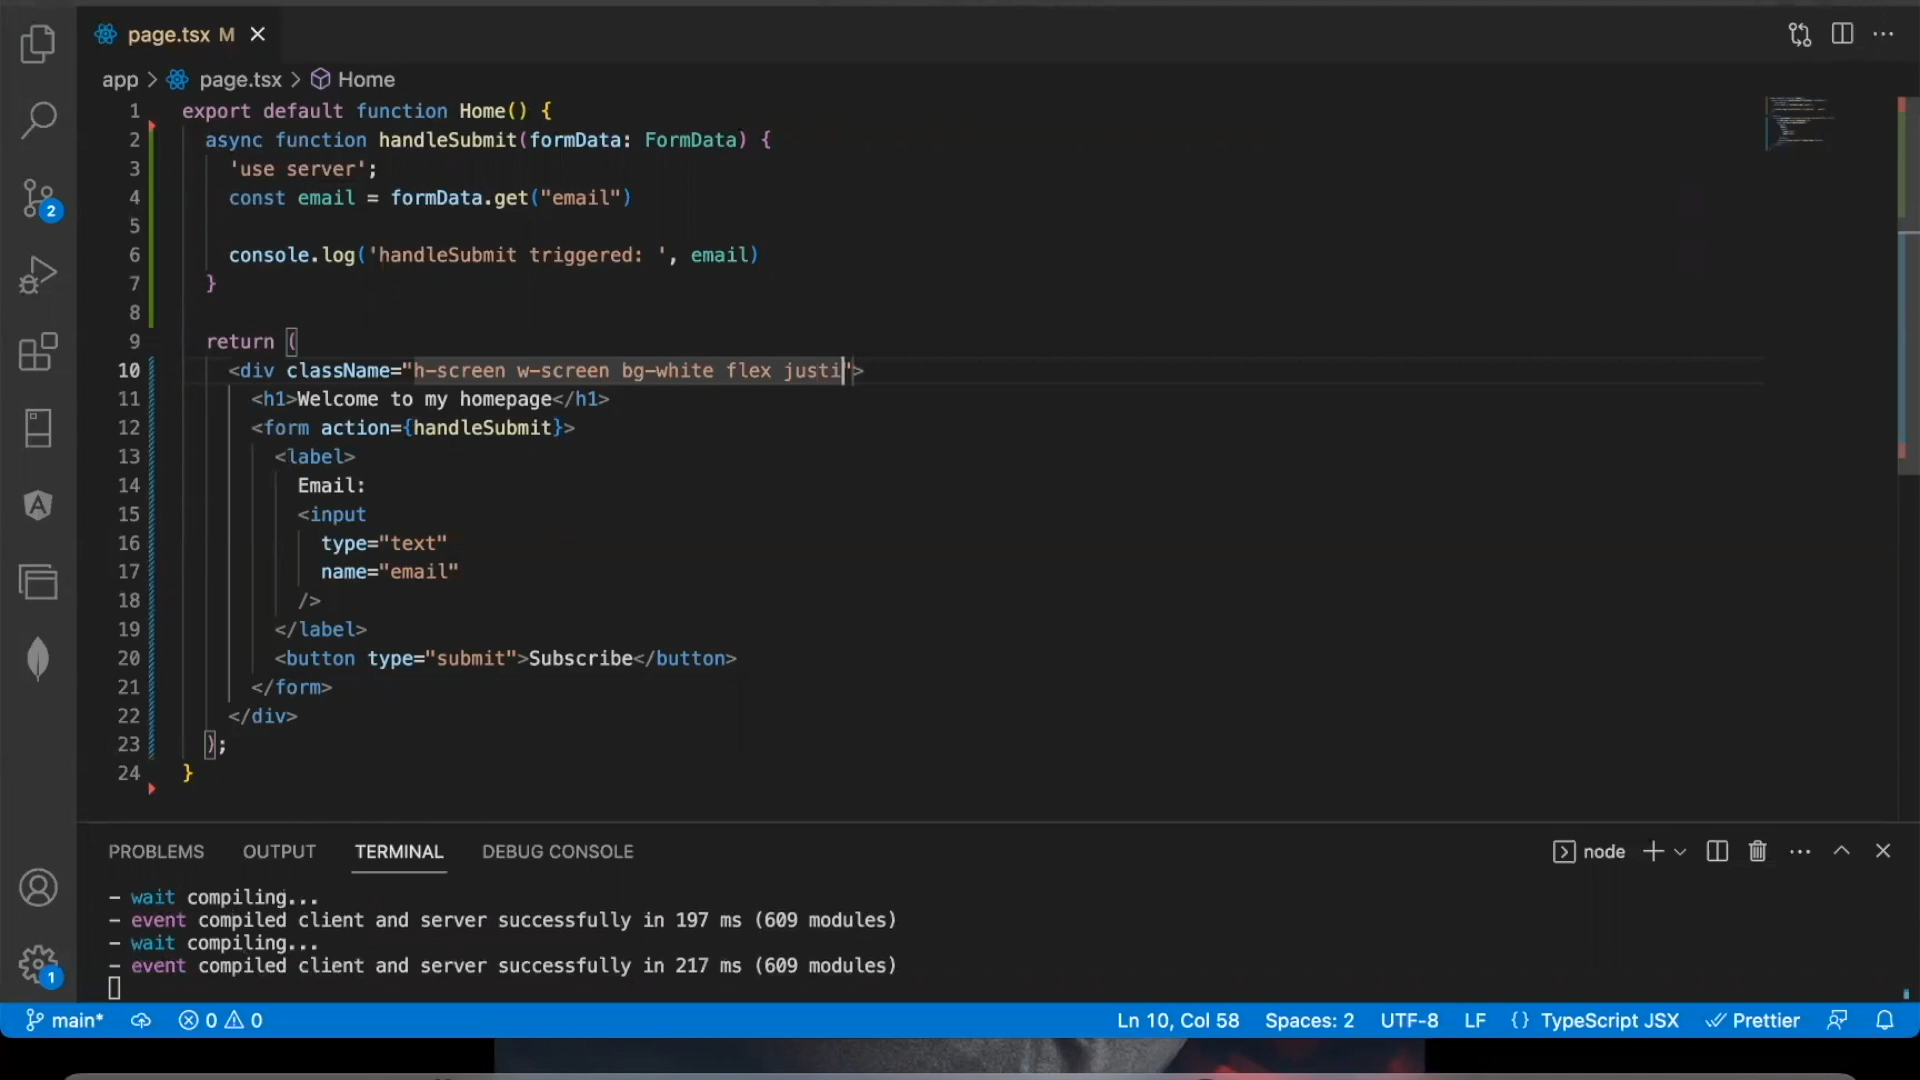 page.tsx M
app > page.tsx > Home
1 export default function Home() {
2 async function handleSubmit(formData: FormData) {
3 'use server';
4 const email = formData.get("email")
5
6 console.log('handleSubmit triggered: ', email)
7 }
8
9 return (
10 <div className="h-screen w-screen bg-white flex justi">
11 <h1>Welcome to my homepage</h1>
12 <form action={handleSubmit}>
13 <label>
14 Email:
15 <input
16 type="text"
17 name="email"
18 />
19 </label>
20 <button type="submit">Subscribe</button>
21 </form>
22 </div>
23 );
24 }
2
PROBLEMS OUTPUT TERMINAL DEBUG CONSOLE node
- wait compiling...
- event compiled client and server successfully in 197 ms (609 modules)
- wait compiling...
- event compiled client and server successfully in 217 ms (609 modules)
1
main* 0 0 Ln 10, Col 58 Spaces: 2 UTF-8 LF {} TypeScript JSX Prettier